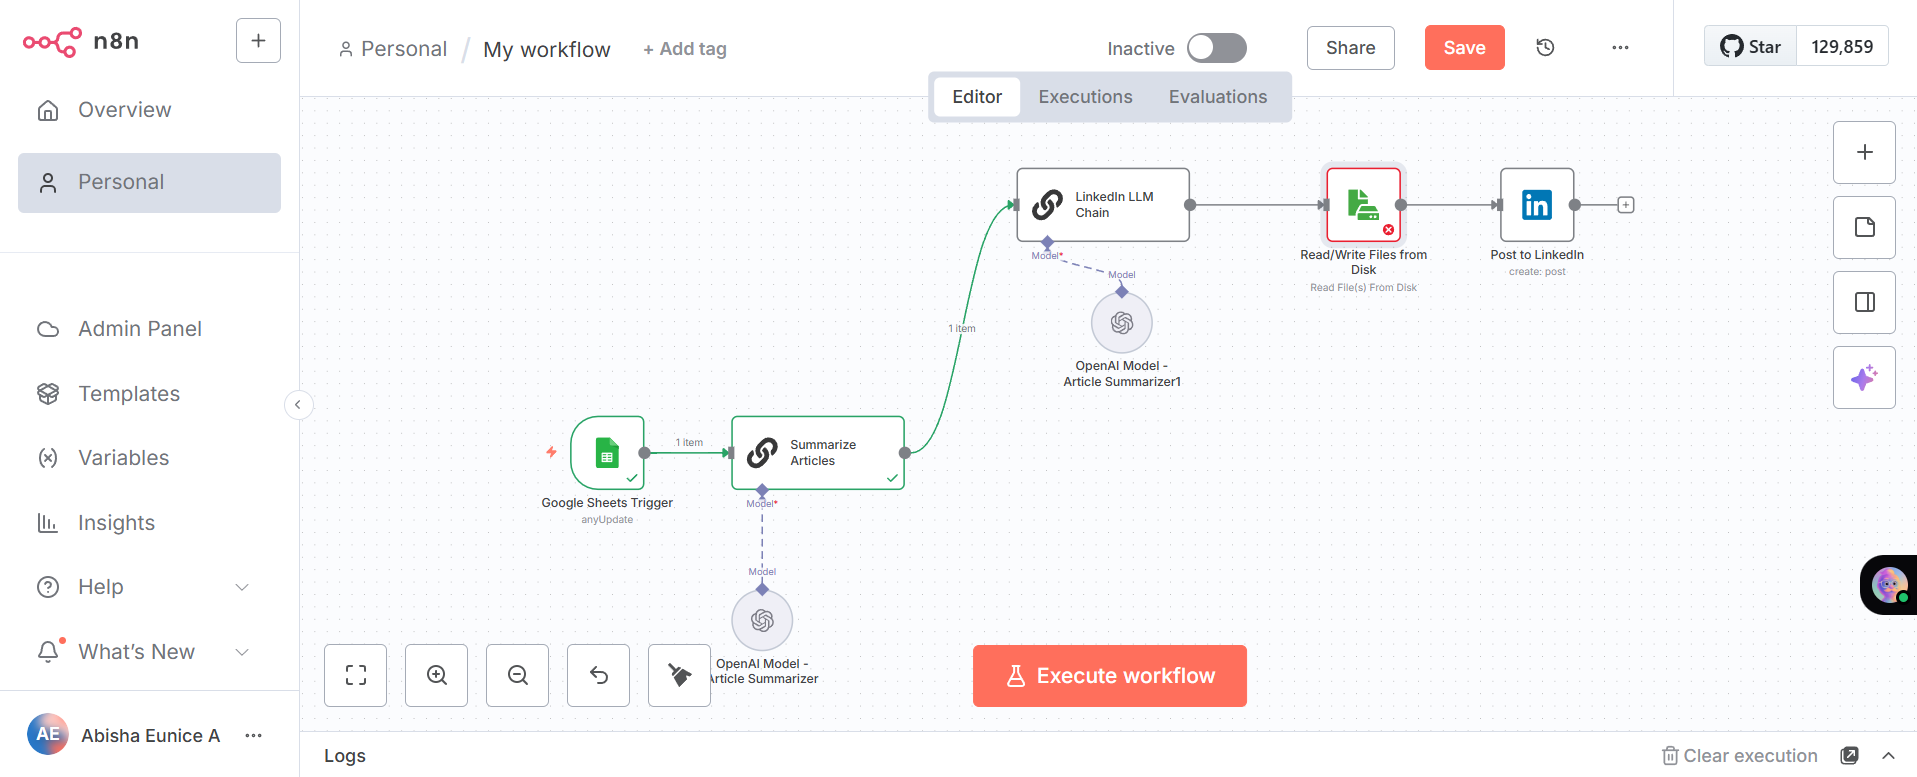 n8n
Overview
Personal
Admin Panel
Templates
Variables
Insights
Help
What's New
AE
Abisha Eunice A
Personal / My workflow
+ Add tag
Inactive
Share
Save
Star
129,859
Editor
Executions
Evaluations
LinkedIn LLM
Chain
Model*
Model
OpenAI Model -
Article Summarizer1
Read/Write Files from
Disk
Read File(s) From Disk
in
Post to LinkedIn
create: post
1 item
Google Sheets Trigger
anyUpdate
1 item
Summarize
Articles
Model*
Model
OpenAI Model -
Article Summarizer
Execute workflow
Logs
Clear execution